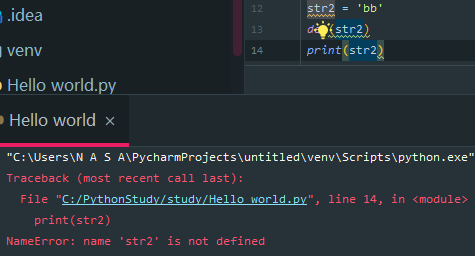 .idea
venv
Hello world.py
12 str2 = 'bb'
13 (str2)
14 print(str2)
Hello world ×
"C:\Users\N A S A\PycharmProjects\untitled\venv\Scripts\python.exe"
Traceback (most recent call last):
File "C:/PythonStudy/study/Hello world.py", line 14, in <module>
print(str2)
NameError: name 'str2' is not defined